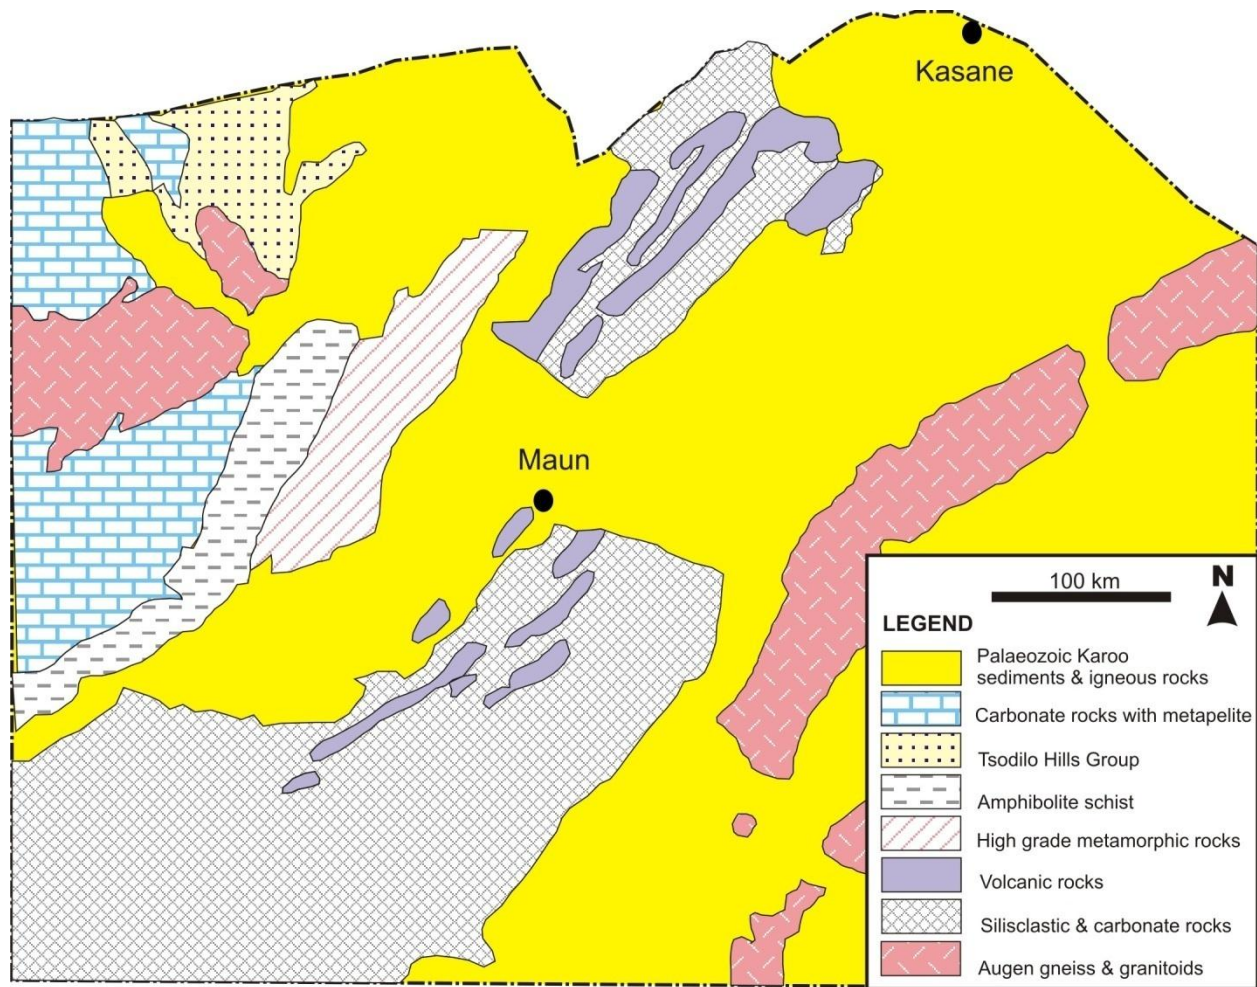 Kasane
Maun
100 km
N
LEGEND
Palaeozoic Karoo
sediments & igneous rocks
Carbonate rocks with metapelite
Tsodilo Hills Group
Amphibolite schist
High grade metamorphic rocks
Volcanic rocks
Silisclastic & carbonate rocks
Augen gneiss & granitoids